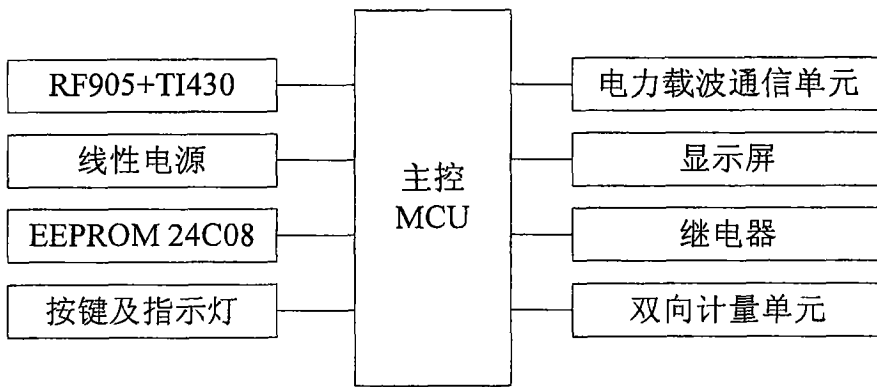 RF905+TI430
线性电源
EEPROM 24C08
按键及指示灯
主控
MCU
电力载波通信单元
显示屏
继电器
双向计量单元